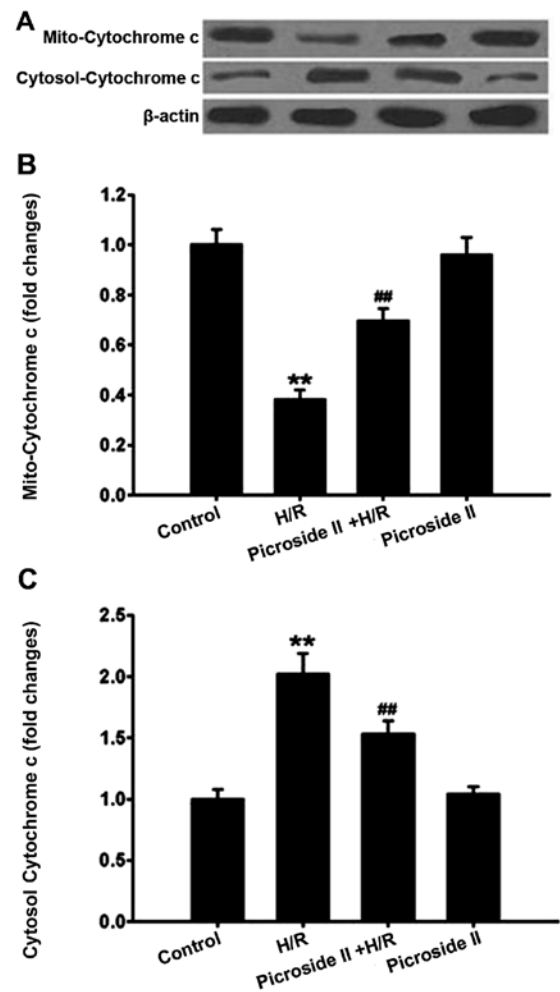 A
Mito-Cytochrome c
Cytosol-Cytochrome c
β-actin
B
Mito-Cytochrome c (fold changes)
1.2
1.0
0.8
0.6
0.4
0.2
0.0
**
##
Control
H/R
Picroside II +H/R
Picroside II
C
Cytosol Cytochrome c (fold changes)
2.5
2.0
1.5
1.0
0.5
0.0
**
##
Control
H/R
Picroside II +H/R
Picroside II